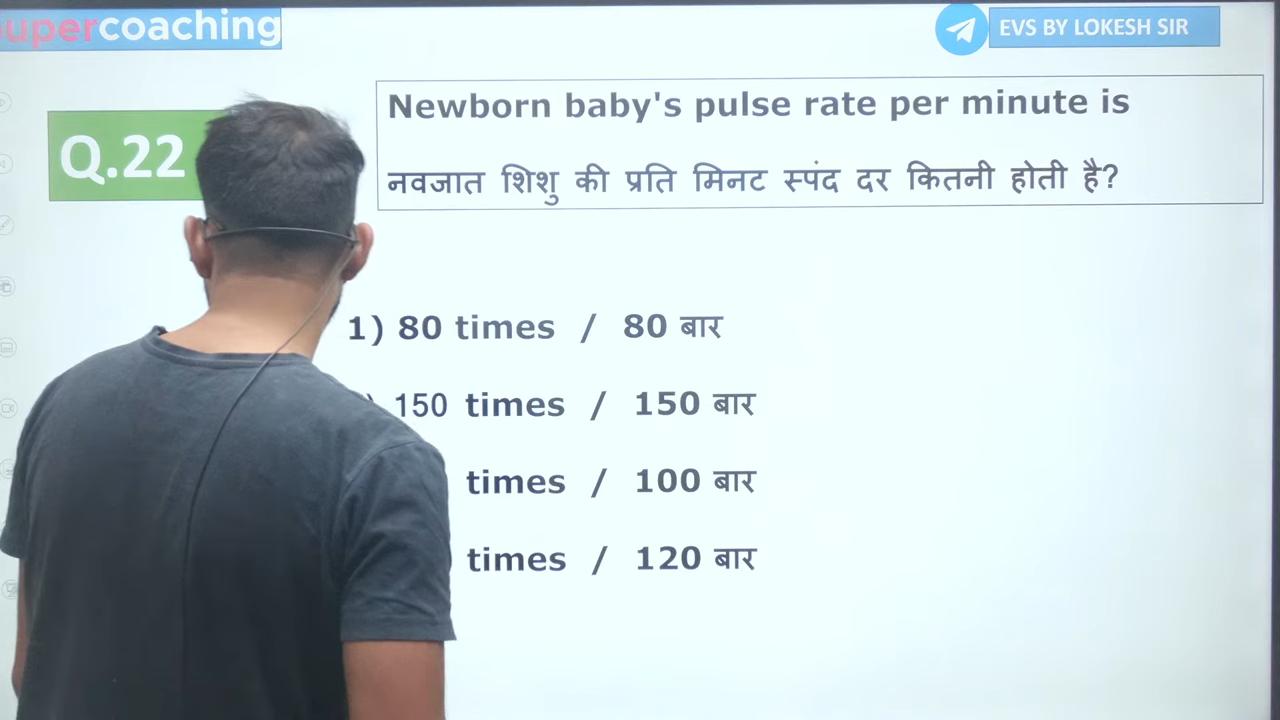 supercoaching
EVS BY LOKESH SIR
Q.22
Newborn baby's pulse rate per minute is
नवजात शिशु की प्रति मिनट स्पंद दर कितनी होती है?
1) 80 times / 80 बार
) 150 times / 150 बार
times / 100 बार
times / 120 बार